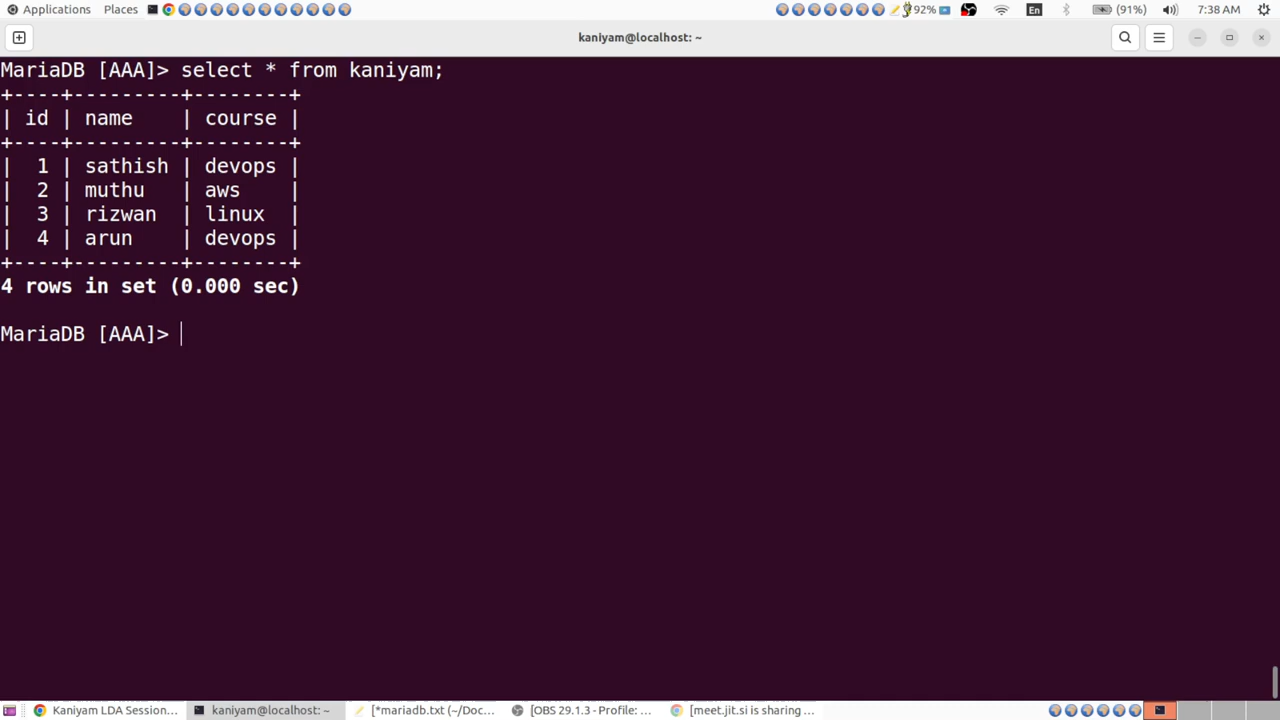 Applications Places 92% En (91%) 7:38 AM
kaniyam@localhost: ~
MariaDB [AAA]> select * from kaniyam;
+----+---------+--------+
| id | name    | course |
+----+---------+--------+
|  1 | sathish | devops |
|  2 | muthu   | aws    |
|  3 | rizwan  | linux  |
|  4 | arun    | devops |
+----+---------+--------+
4 rows in set (0.000 sec)
MariaDB [AAA]>
Kaniyam LDA Session... kaniyam@localhost: ~ [*mariadb.txt (~/Doc... [OBS 29.1.3 - Profile: ... [meet.jit.si is sharing ...